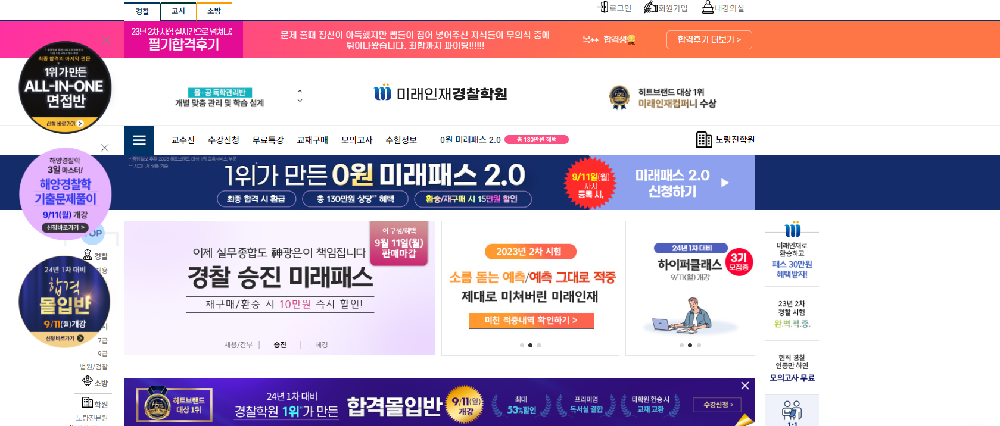 경찰
고시
소방
로그인
회원가입
내강의실
23년 2차 시험 실시간으로 넘쳐나는
필기합격후기
문제 풀때 정신이 아득했지만 쌤들이 집어 넣어주신 지식들이 무의식 중에
튀어나왔습니다. 최합까지 파이팅!!!!!!
복** 합격생
합격후기 더보기 >
최종 합격의 마지막 관문
1위가 만든
ALL-IN-ONE
면접반
신청 바로가기 >
올·공 독학관리반
개별 맞춤 관리 및 학습 설계
미래인재경찰학원
히트브랜드 대상 1위
미래인재컴퍼니 수상
교수진
수강신청
무료특강
교재구매
모의고사
수험정보
0원 미래패스 2.0
총 130만원 혜택
노량진학원
* 중앙일보 후원 2023 히트브랜드 대상 1위 교육서비스 부문
** 시그니처 상품 기준
1위가 만든 0원 미래패스 2.0
최종 합격 시 환급
총 130만원 상당** 혜택
환승/재구매 시 15만원 할인
9/11일(월)
까지
등록 시,
미래패스 2.0
신청하기
해양경찰학
3일 마스터!
해양경찰학
기출문제풀이
9/11(월) 개강
신청바로가기 >
TOP
경찰
채용
24년 1차 대비
합격
몰입반
9/11(월)개강
신청바로가기 >
시
7급
9급
법원/검찰
소방
학원
노량진본원
이 구성/혜택
9월 11일(월)
판매마감
이제 실무종합도 神광은이 책임집니다
경찰 승진 미래패스
재구매/환승 시 10만원 즉시 할인!
채용/간부
승진
해경
2023년 2차 시험
소름 돋는 예측/예측 그대로 적중
제대로 미쳐버린 미래인재
미친 적중내역 확인하기 >
24년 1차 대비
하이퍼클래스
9/11(월) 개강
3기
모집중
미래인재로
환승하고
패스 30만원
혜택받자!
23년 2차
경찰 시험
완.벽.적.중.
현직 경찰
인증만 하면
모의고사 무료
1:1
히트브랜드
대상 1위
24년 1차 대비
경찰학원 1위*가 만든
합격몰입반
9/11(월)
개강
최대
53%할인
프리미엄
독서실 결합
타학원 환승 시
교재 교환
수강신청 >